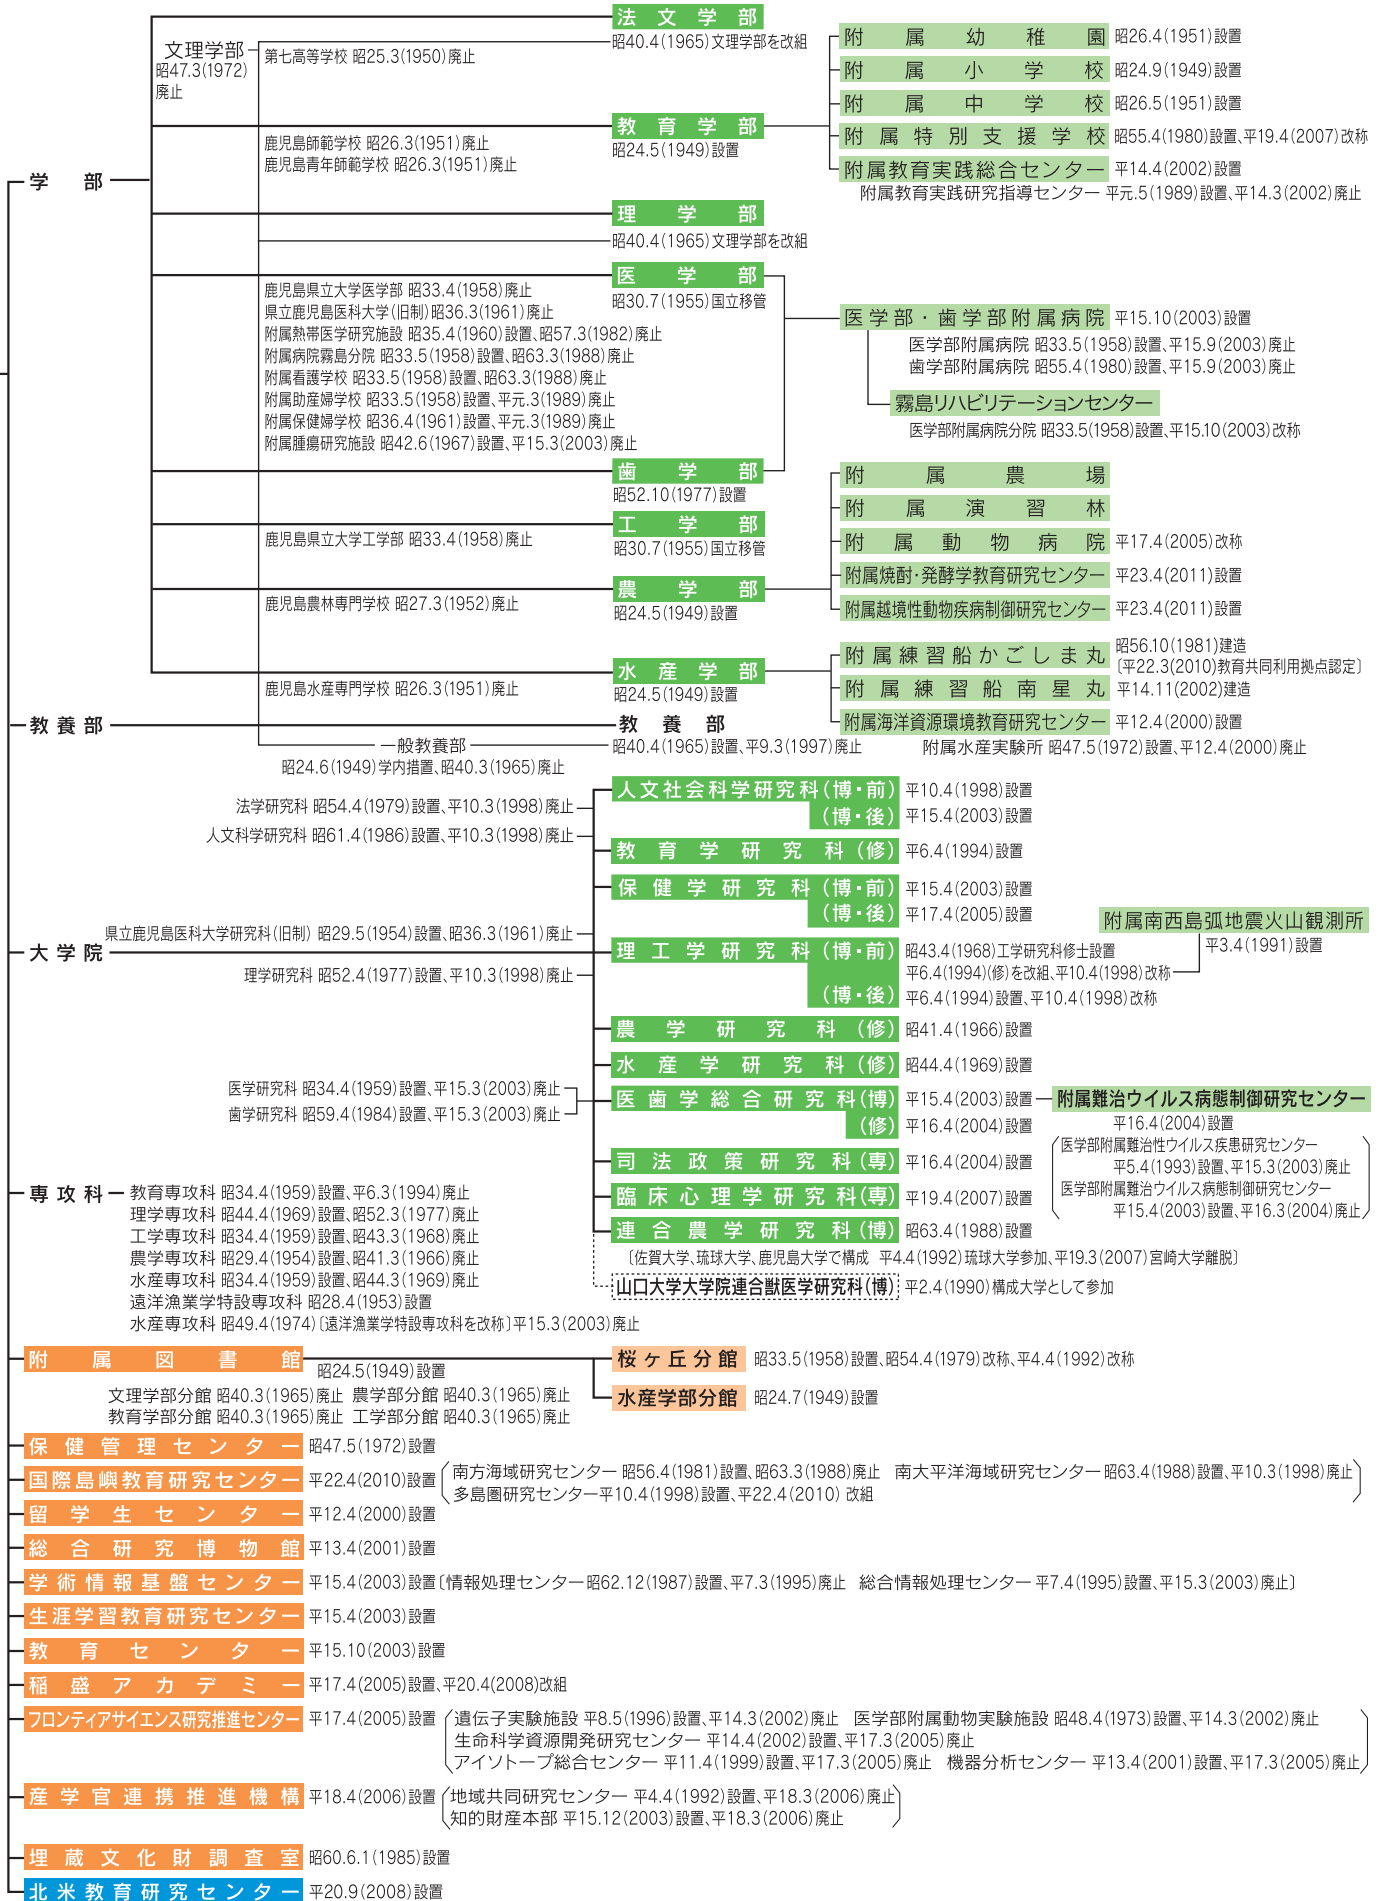 法文学部
昭40.4(1965)文理学部を改組
文理学部
昭47.3(1972)
廃止
第七高等学校 昭25.3(1950)廃止
附属幼稚園 昭26.4(1951)設置
附属小学校 昭24.9(1949)設置
附属中学校 昭26.5(1951)設置
教育学部
昭24.5(1949)設置
附属特別支援学校 昭55.4(1980)設置、平19.4(2007)改称
鹿児島師範学校 昭26.3(1951)廃止
鹿児島青年師範学校 昭26.3(1951)廃止
附属教育実践総合センター 平14.4(2002)設置
附属教育実践研究指導センター 平元.5(1989)設置、平14.3(2002)廃止
学部
理学部
昭40.4(1965)文理学部を改組
医学部
昭30.7(1955)国立移管
鹿児島県立大学医学部 昭33.4(1958)廃止
県立鹿児島医科大学(旧制)昭36.3(1961)廃止
附属熱帯医学研究施設 昭35.4(1960)設置、昭57.3(1982)廃止
附属病院霧島分院 昭33.5(1958)設置、昭63.3(1988)廃止
附属看護学校 昭33.5(1958)設置、昭63.3(1988)廃止
附属助産婦学校 昭33.5(1958)設置、平元.3(1989)廃止
附属保健婦学校 昭36.4(1961)設置、平元.3(1989)廃止
附属腫瘍研究施設 昭42.6(1967)設置、平15.3(2003)廃止
医学部・歯学部附属病院 平15.10(2003)設置
医学部附属病院 昭33.5(1958)設置、平15.9(2003)廃止
歯学部附属病院 昭55.4(1980)設置、平15.9(2003)廃止
霧島リハビリテーションセンター
医学部附属病院分院 昭33.5(1958)設置、平15.10(2003)改称
歯学部
昭52.10(1977)設置
工学部
昭30.7(1955)国立移管
鹿児島県立大学工学部 昭33.4(1958)廃止
附属農場
附属演習林
附属動物病院 平17.4(2005)改称
附属焼酎・発酵学教育研究センター 平23.4(2011)設置
附属越境性動物疾病制御研究センター 平23.4(2011)設置
農学部
昭24.5(1949)設置
鹿児島農林専門学校 昭27.3(1952)廃止
水産学部
昭24.5(1949)設置
鹿児島水産専門学校 昭26.3(1951)廃止
附属練習船かごしま丸 昭56.10(1981)建造
〔平22.3(2010)教育共同利用拠点認定〕
附属練習船南星丸 平14.11(2002)建造
附属海洋資源環境教育研究センター 平12.4(2000)設置
附属水産実験所 昭47.5(1972)設置、平12.4(2000)廃止
教養部
教養部
昭40.4(1965)設置、平9.3(1997)廃止
一般教養部
昭24.6(1949)学内措置、昭40.3(1965)廃止
人文社会科学研究科(博・前) 平10.4(1998)設置
(博・後) 平15.4(2003)設置
法学研究科 昭54.4(1979)設置、平10.3(1998)廃止
人文科学研究科 昭61.4(1986)設置、平10.3(1998)廃止
教育学研究科(修) 平6.4(1994)設置
保健学研究科(博・前) 平15.4(2003)設置
(博・後) 平17.4(2005)設置
大学院
県立鹿児島医科大学研究科(旧制) 昭29.5(1954)設置、昭36.3(1961)廃止
理学研究科 昭52.4(1977)設置、平10.3(1998)廃止
理工学研究科(博・前) 昭43.4(1968)工学研究科修士設置
平6.4(1994)(修)を改組、平10.4(1998)改称
(博・後) 平6.4(1994)設置、平10.4(1998)改称
附属南西島弧地震火山観測所
平3.4(1991)設置
農学研究科(修) 昭41.4(1966)設置
水産学研究科(修) 昭44.4(1969)設置
医学研究科 昭34.4(1959)設置、平15.3(2003)廃止
歯学研究科 昭59.4(1984)設置、平15.3(2003)廃止
医歯学総合研究科(博) 平15.4(2003)設置
(修) 平16.4(2004)設置
附属難治ウイルス病態制御研究センター
平16.4(2004)設置
医学部附属難治性ウイルス疾患研究センター
平5.4(1993)設置、平15.3(2003)廃止
医学部附属難治ウイルス病態制御研究センター
平15.4(2003)設置、平16.3(2004)廃止
司法政策研究科(専) 平16.4(2004)設置
臨床心理学研究科(専) 平19.4(2007)設置
連合農学研究科(博) 昭63.4(1988)設置
〔佐賀大学、琉球大学、鹿児島大学で構成 平4.4(1992)琉球大学参加、平19.3(2007)宮崎大学離脱〕
山口大学大学院連合獣医学研究科(博) 平2.4(1990)構成大学として参加
専攻科
教育専攻科 昭34.4(1959)設置、平6.3(1994)廃止
理学専攻科 昭44.4(1969)設置、昭52.3(1977)廃止
工学専攻科 昭34.4(1959)設置、昭43.3(1968)廃止
農学専攻科 昭29.4(1954)設置、昭41.3(1966)廃止
水産専攻科 昭34.4(1959)設置、昭44.3(1969)廃止
遠洋漁業学特設専攻科 昭28.4(1953)設置
水産専攻科 昭49.4(1974)〔遠洋漁業学特設専攻科を改称〕平15.3(2003)廃止
附属図書館
昭24.5(1949)設置
文理学部分館 昭40.3(1965)廃止 農学部分館 昭40.3(1965)廃止
教育学部分館 昭40.3(1965)廃止 工学部分館 昭40.3(1965)廃止
桜ヶ丘分館 昭33.5(1958)設置、昭54.4(1979)改称、平4.4(1992)改称
水産学部分館 昭24.7(1949)設置
保健管理センター 昭47.5(1972)設置
国際島嶼教育研究センター 平22.4(2010)設置
南方海域研究センター 昭56.4(1981)設置、昭63.3(1988)廃止 南太平洋海域研究センター 昭63.4(1988)設置、平10.3(1998)廃止
多島圏研究センター平10.4(1998)設置、平22.4(2010) 改組
留学生センター 平12.4(2000)設置
総合研究博物館 平13.4(2001)設置
学術情報基盤センター 平15.4(2003)設置〔情報処理センター昭62.12(1987)設置、平7.3(1995)廃止 総合情報処理センター 平7.4(1995)設置、平15.3(2003)廃止〕
生涯学習教育研究センター 平15.4(2003)設置
教育センター 平15.10(2003)設置
稲盛アカデミー 平17.4(2005)設置、平20.4(2008)改組
フロンティアサイエンス研究推進センター 平17.4(2005)設置
遺伝子実験施設 平8.5(1996)設置、平14.3(2002)廃止 医学部附属動物実験施設 昭48.4(1973)設置、平14.3(2002)廃止
生命科学資源開発研究センター 平14.4(2002)設置、平17.3(2005)廃止
アイソトープ総合センター 平11.4(1999)設置、平17.3(2005)廃止 機器分析センター 平13.4(2001)設置、平17.3(2005)廃止
産学官連携推進機構 平18.4(2006)設置
地域共同研究センター 平4.4(1992)設置、平18.3(2006)廃止
知的財産本部 平15.12(2003)設置、平18.3(2006)廃止
埋蔵文化財調査室 昭60.6.1(1985)設置
北米教育研究センター 平20.9(2008)設置